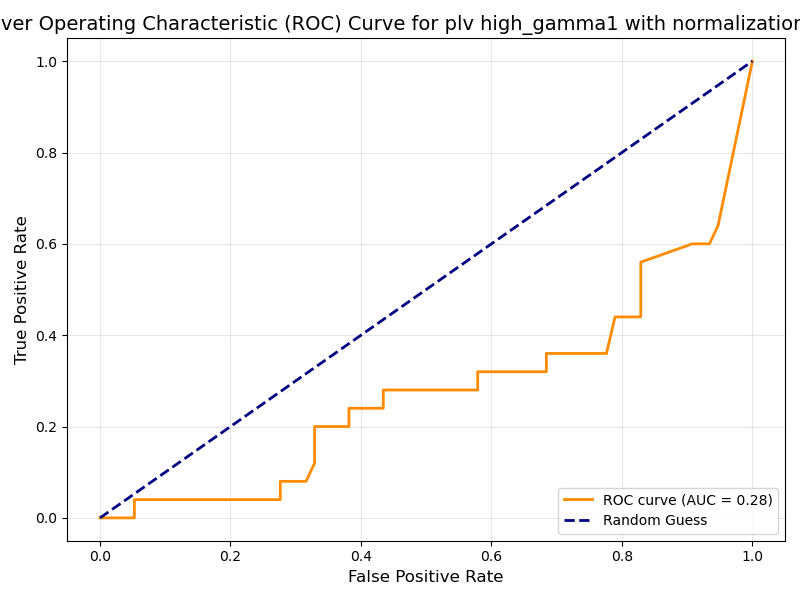 ver Operating Characteristic (ROC) Curve for plv high_gamma1 with normalization
1.0
0.8
0.6
0.4
0.2
0.0
True Positive Rate
0.0 0.2 0.4 0.6 0.8 1.0
False Positive Rate
ROC curve (AUC = 0.28)
Random Guess